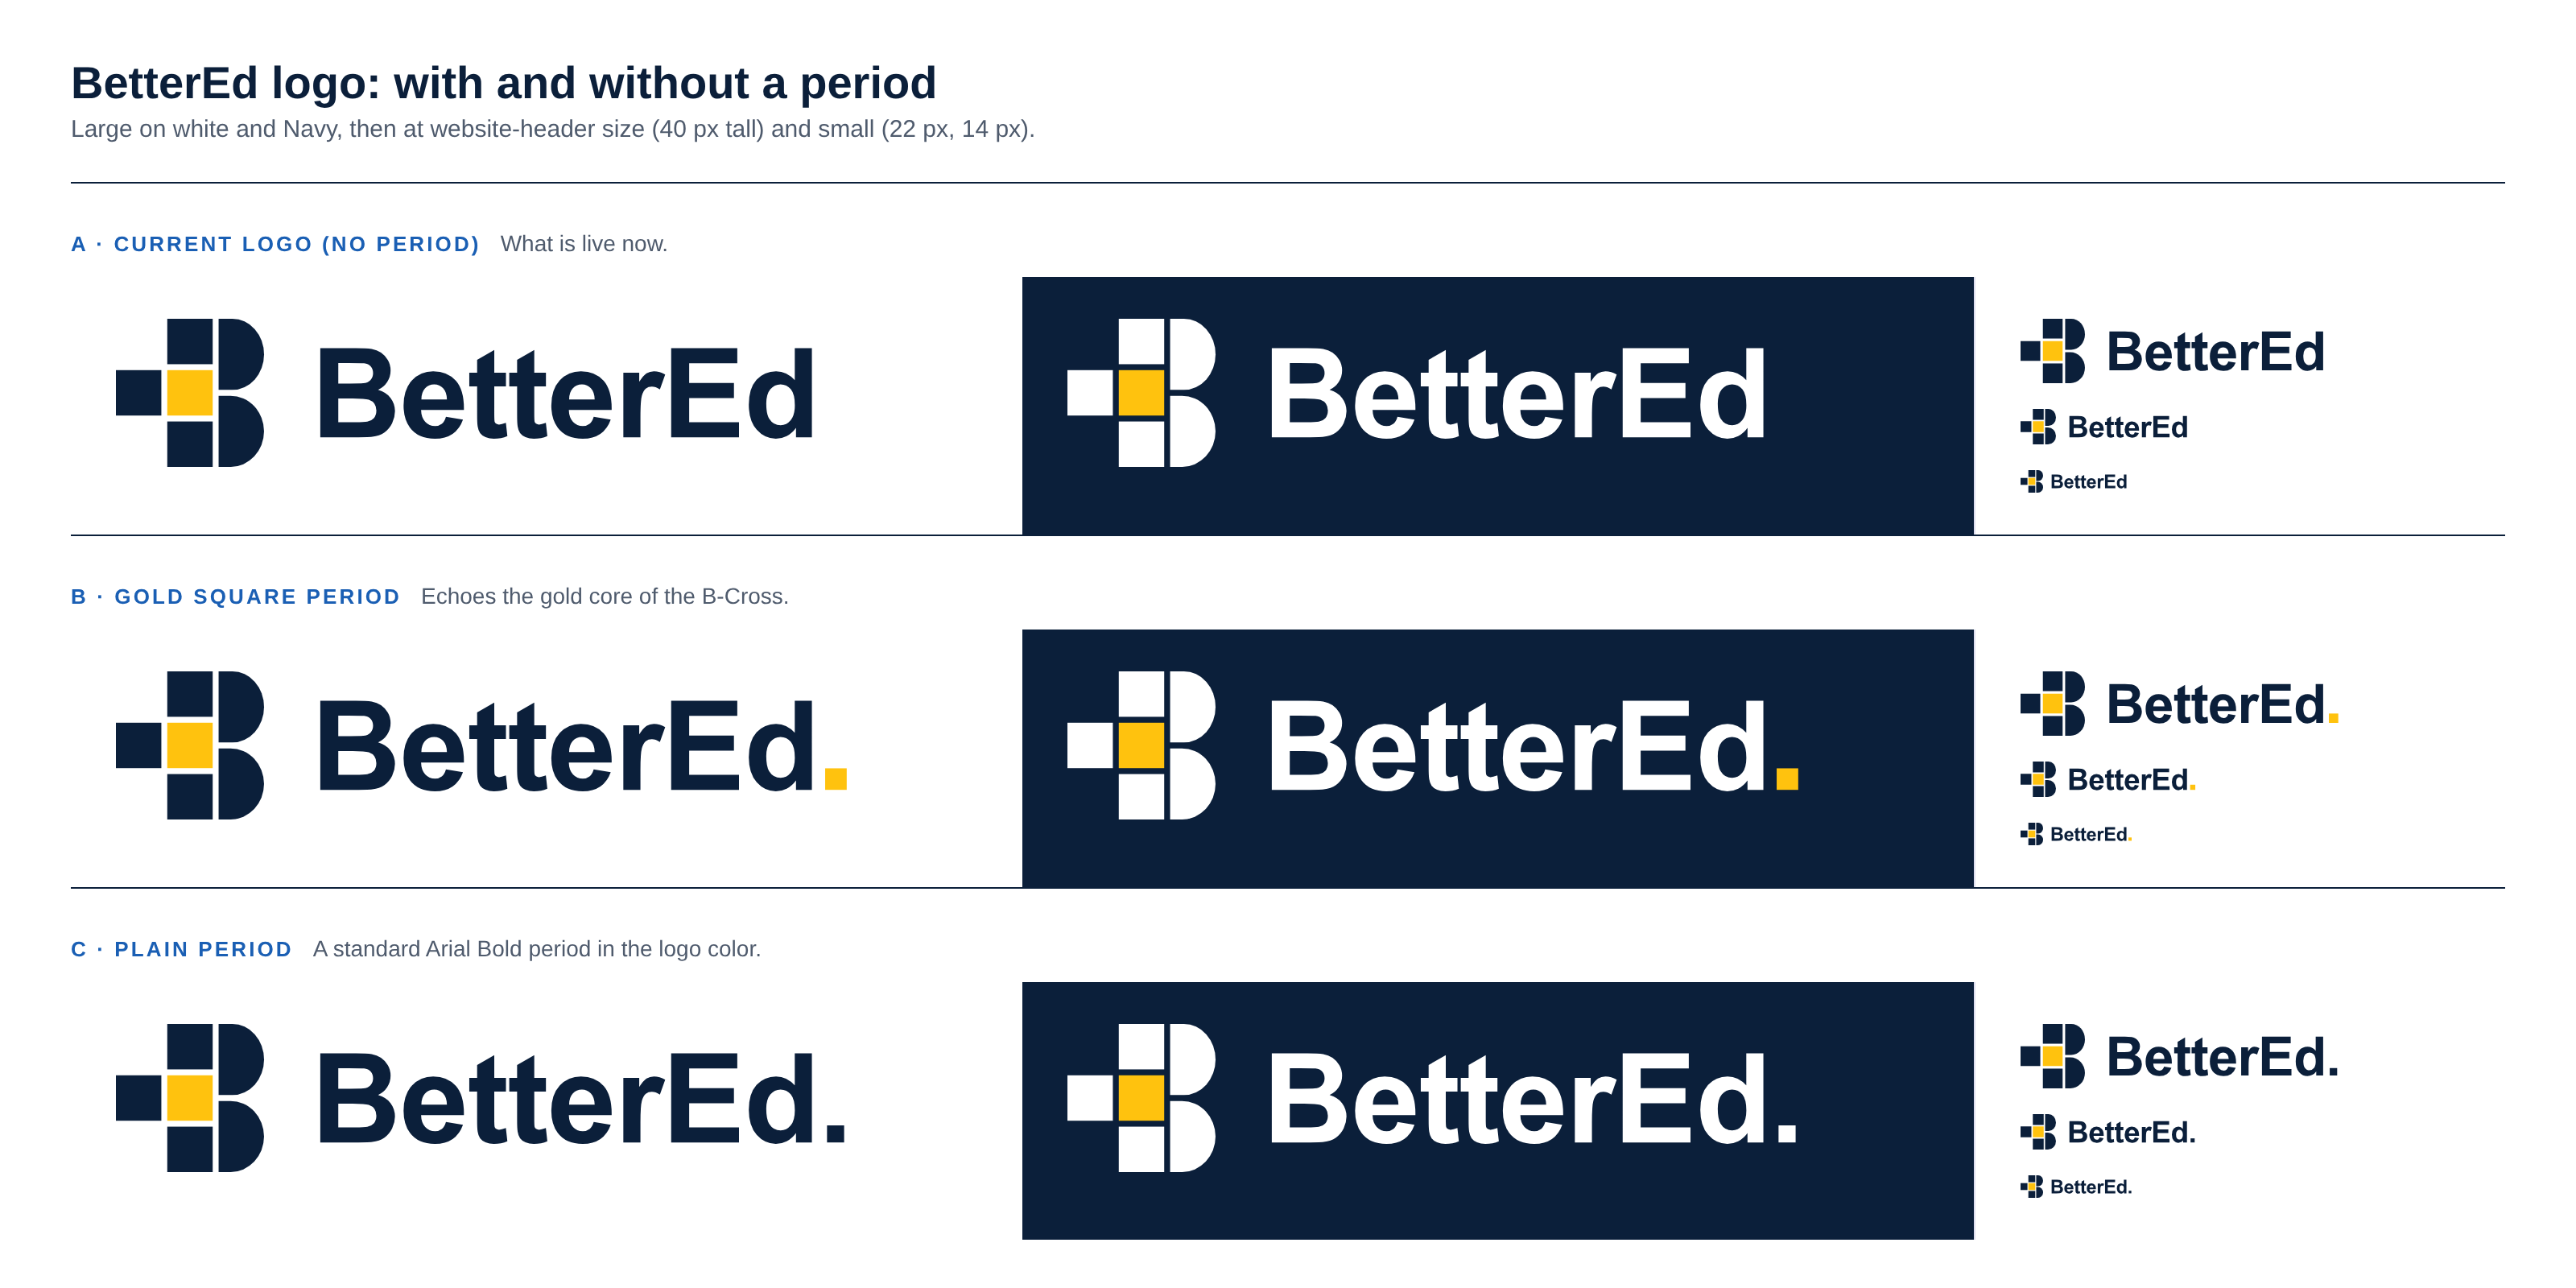 BetterEd logo: with and without a period
Large on white and Navy, then at website-header size (40 px tall) and small (22 px, 14 px).
A · CURRENT LOGO (NO PERIOD) What is live now.
BetterEd
BetterEd
BetterEd
BetterEd
BetterEd
B · GOLD SQUARE PERIOD Echoes the gold core of the B-Cross.
BetterEd.
BetterEd.
BetterEd.
BetterEd.
BetterEd.
C · PLAIN PERIOD A standard Arial Bold period in the logo color.
BetterEd.
BetterEd.
BetterEd.
BetterEd.
BetterEd.